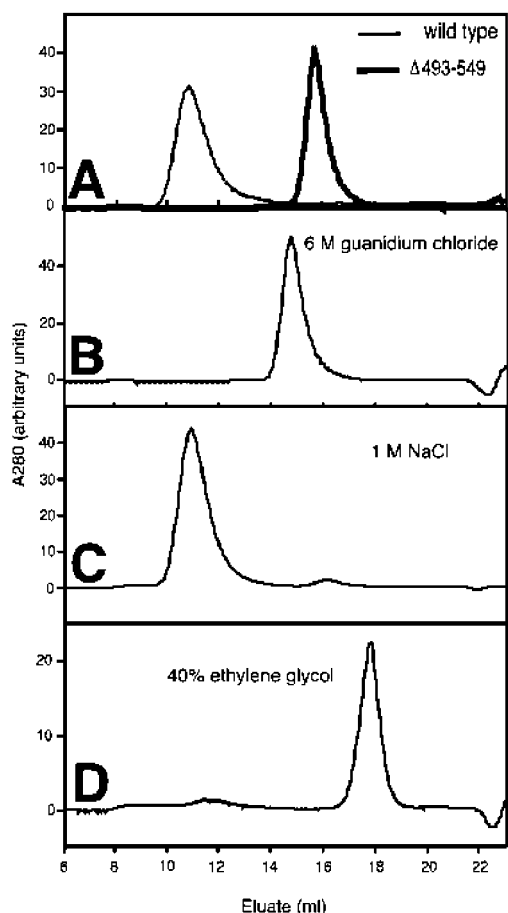 wild type
Δ493-549
40
30
20
10
0
A
6 M guanidium chloride
40
20
0
B
A280 (arbitrary units)
1 M NaCl
40
30
20
10
0
C
40% ethylene glycol
20
10
0
D
6 8 10 12 14 16 18 20 22
Eluate (ml)